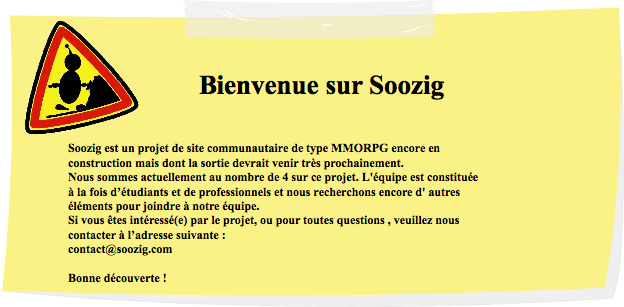 Bienvenue sur Soozig
Soozig est un projet de site communautaire de type MMORPG encore en
construction mais dont la sortie devrait venir très prochainement.
Nous sommes actuellement au nombre de 4 sur ce projet. L'équipe est constituée
à la fois d’étudiants et de professionnels et nous recherchons encore d' autres
éléments pour joindre à notre équipe.
Si vous êtes intéressé(e) par le projet, ou pour toutes questions , veuillez nous
contacter à l’adresse suivante :
contact@soozig.com
Bonne découverte !